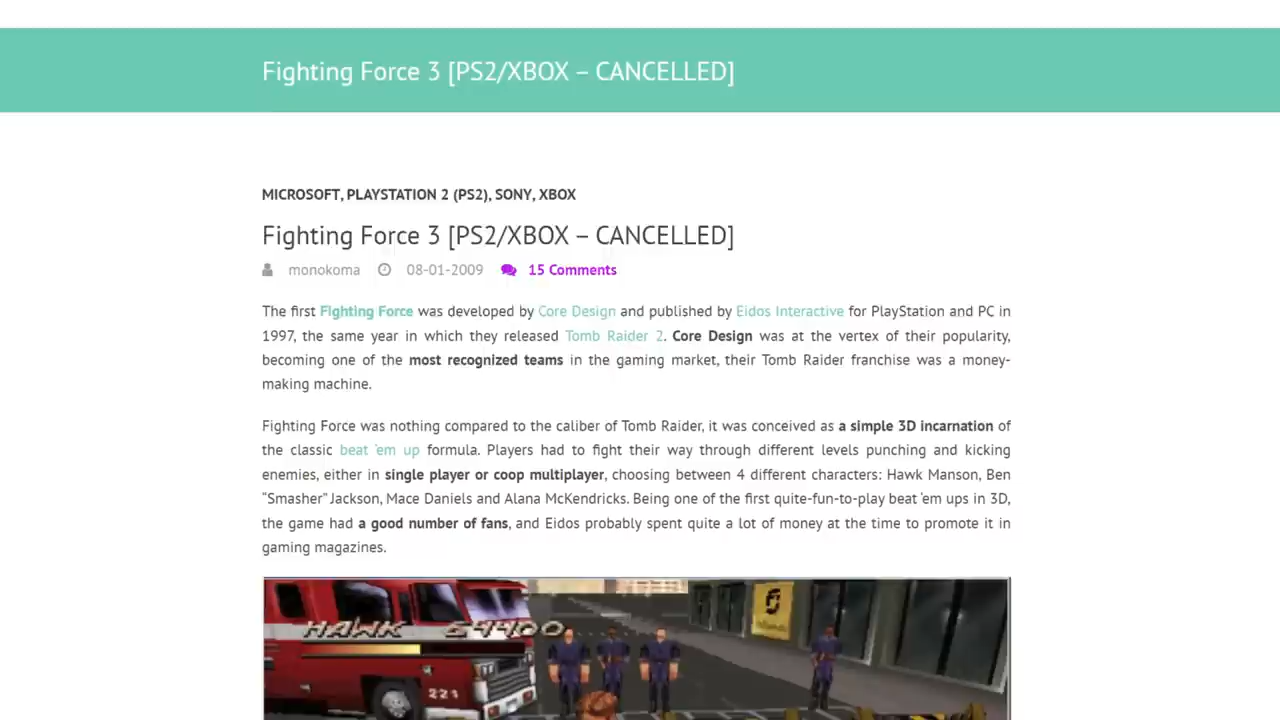 Fighting Force 3 [PS2/XBOX – CANCELLED]
MICROSOFT, PLAYSTATION 2 (PS2), SONY, XBOX
Fighting Force 3 [PS2/XBOX – CANCELLED]
monokoma 08-01-2009 15 Comments
The first Fighting Force was developed by Core Design and published by Eidos Interactive for PlayStation and PC in
1997, the same year in which they released Tomb Raider 2. Core Design was at the vertex of their popularity,
becoming one of the most recognized teams in the gaming market, their Tomb Raider franchise was a money-
making machine.
Fighting Force was nothing compared to the caliber of Tomb Raider, it was conceived as a simple 3D incarnation of
the classic beat ‘em up formula. Players had to fight their way through different levels punching and kicking
enemies, either in single player or coop multiplayer, choosing between 4 different characters: Hawk Manson, Ben
“Smasher” Jackson, Mace Daniels and Alana McKendricks. Being one of the first quite-fun-to-play beat ‘em ups in 3D,
the game had a good number of fans, and Eidos probably spent quite a lot of money at the time to promote it in
gaming magazines.
HAWK 64400
221